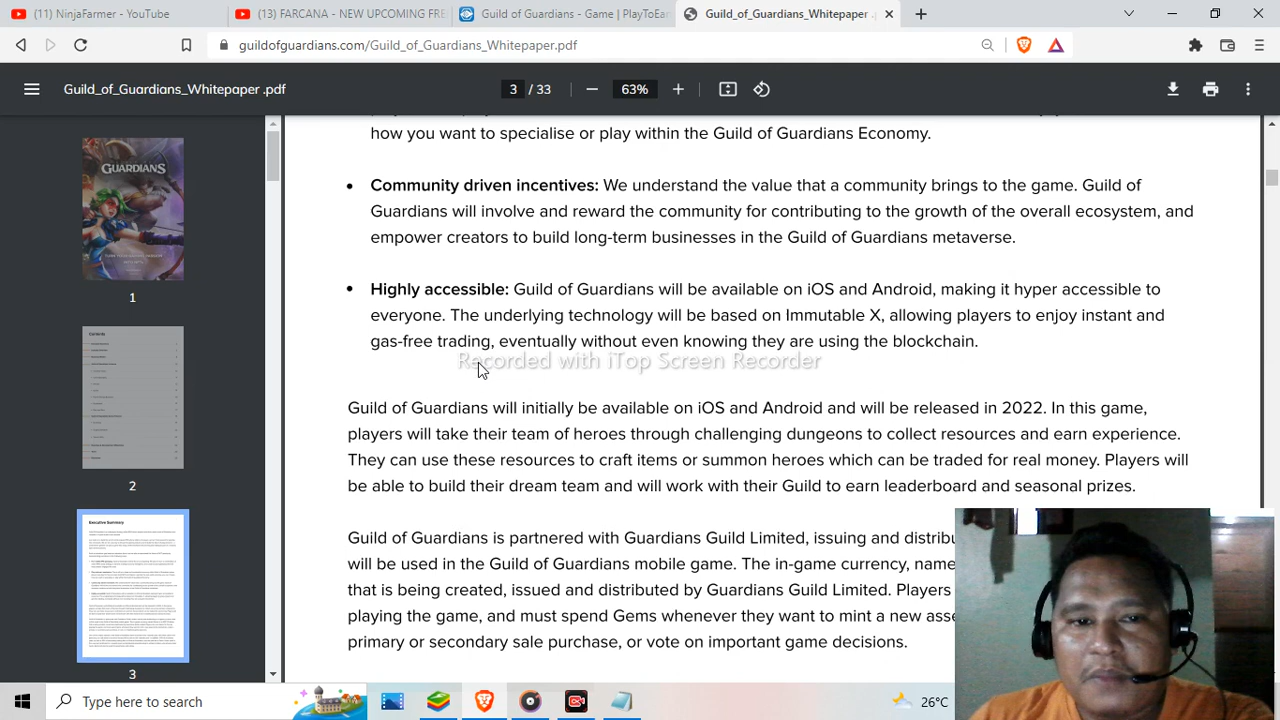 (11) NinjaFarmer - YouTube
(13) FARCANA - NEW UPCOMING FRE
Guild of Guardians - Game | PlayToEar
Guild_of_Guardians_Whitepaper .pdf
guildofguardians.com/Guild_of_Guardians_Whitepaper.pdf
Guild_of_Guardians_Whitepaper .pdf
3 / 33
63%
how you want to specialise or play within the Guild of Guardians Economy.
• Community driven incentives: We understand the value that a community brings to the game. Guild of
Guardians will involve and reward the community for contributing to the growth of the overall ecosystem, and
empower creators to build long-term businesses in the Guild of Guardians metaverse.
• Highly accessible: Guild of Guardians will be available on iOS and Android, making it hyper accessible to
everyone. The underlying technology will be based on Immutable X, allowing players to enjoy instant and
gas-free trading, eventually without even knowing they are using the blockchain.
Recorded with iTop Screen Recorder
Guild of Guardians will initially be available on iOS and Android and will be released in 2022. In this game,
players will take their team of heroes through challenging dungeons to collect resources and earn experience.
They can use these resources to craft items or summon heroes which can be traded for real money. Players will
be able to build their dream team and will work with their Guild to earn leaderboard and seasonal prizes.
Guild of Guardians is partnered with Guardians Guild Limited, issuing and distrib
will be used in the Guild of Guardians mobile game. The in-game currency, name
that is being created, issued and distributed by Guardians Guild Limited. Players
playing the game, and will need Gems whenever they want to mint a new asse
primary or secondary sale purchase, or vote on important game decisions.
GUARDIANS
1
Contents
2
Executive Summary
3
Type here to search
26°C